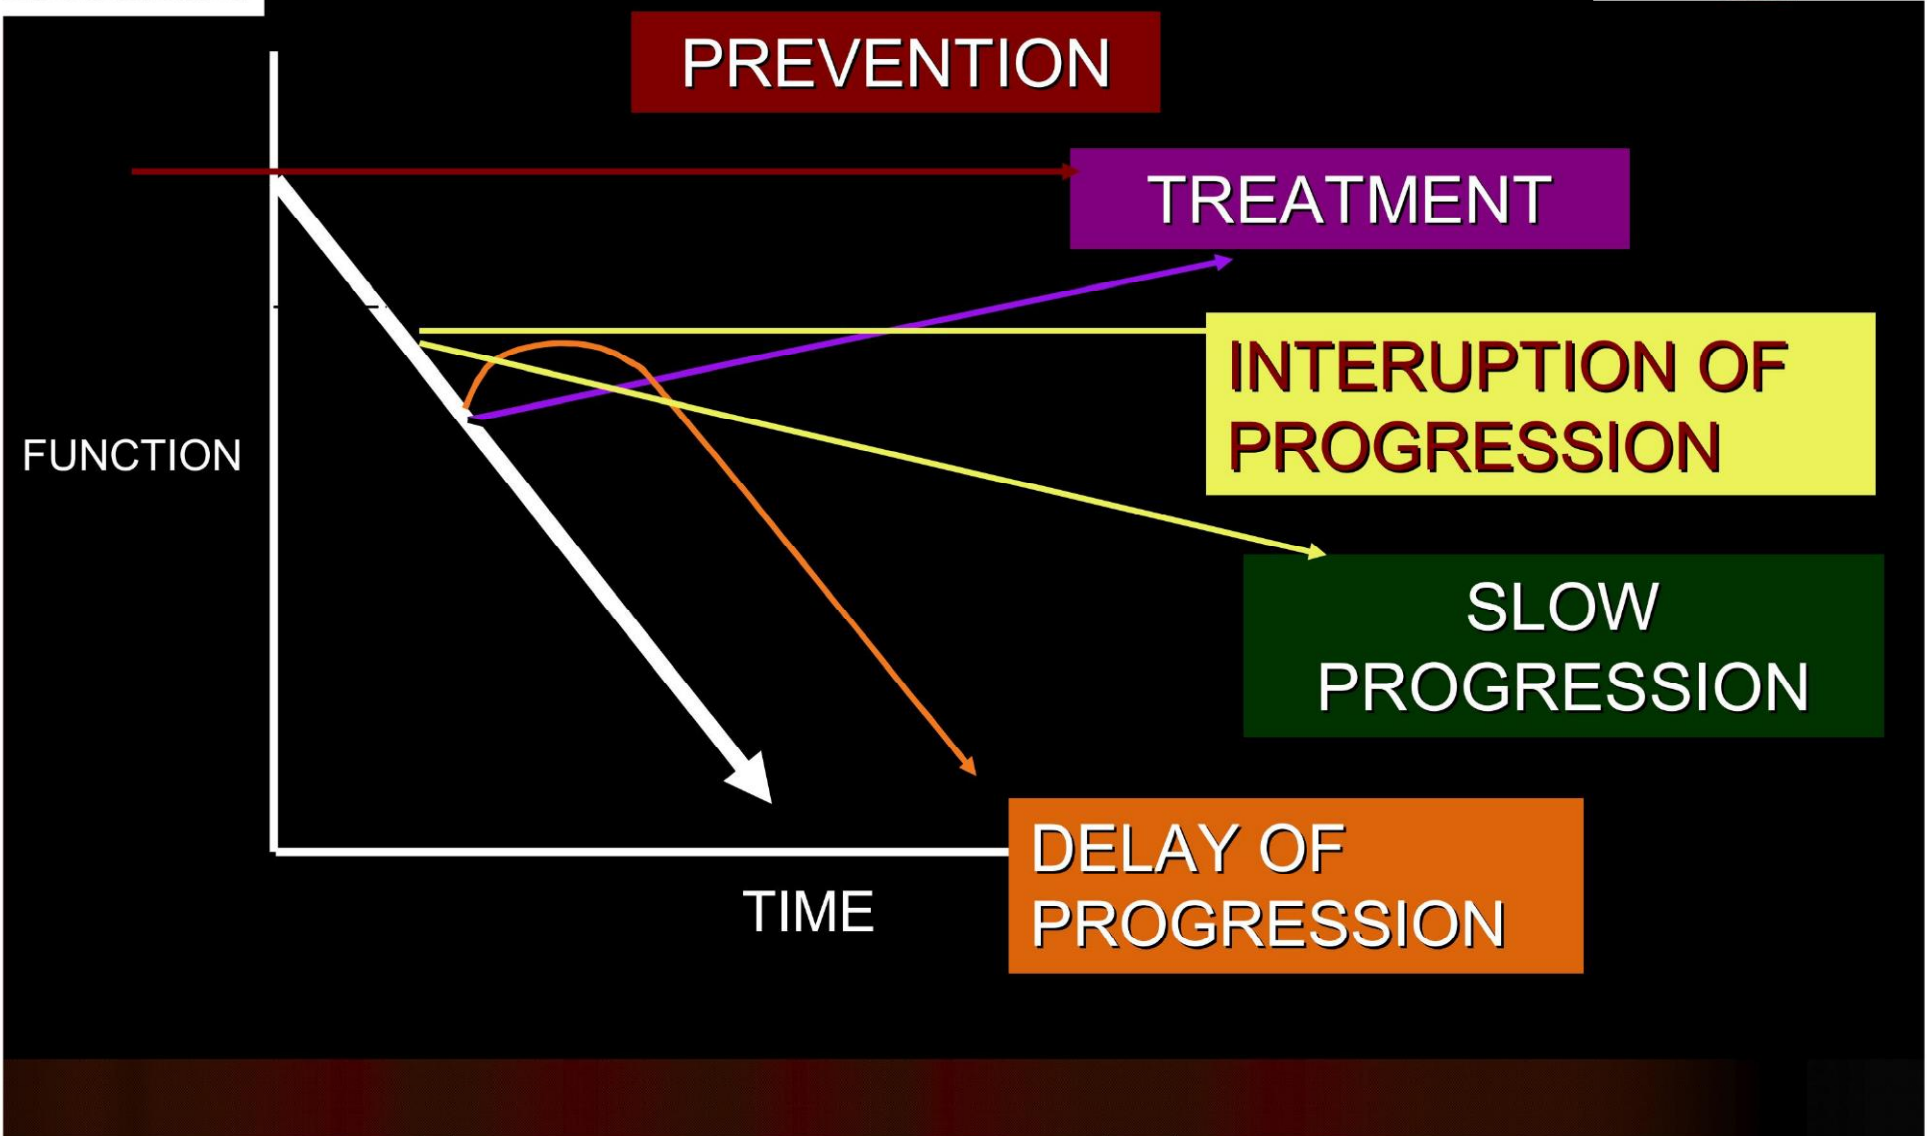 PREVENTION
TREATMENT
INTERUPTION OF
PROGRESSION
FUNCTION
SLOW
PROGRESSION
DELAY OF
PROGRESSION
TIME